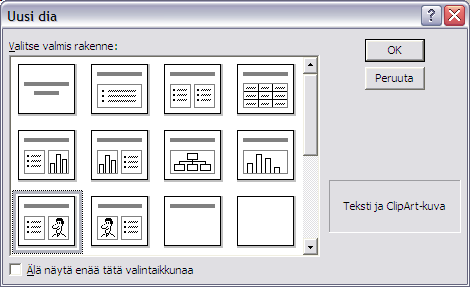 Uusi dia
Valitse valmis rakenne:
OK
Peruuta
Teksti ja ClipArt-kuva
Älä näytä enää tätä valintaikkunaa